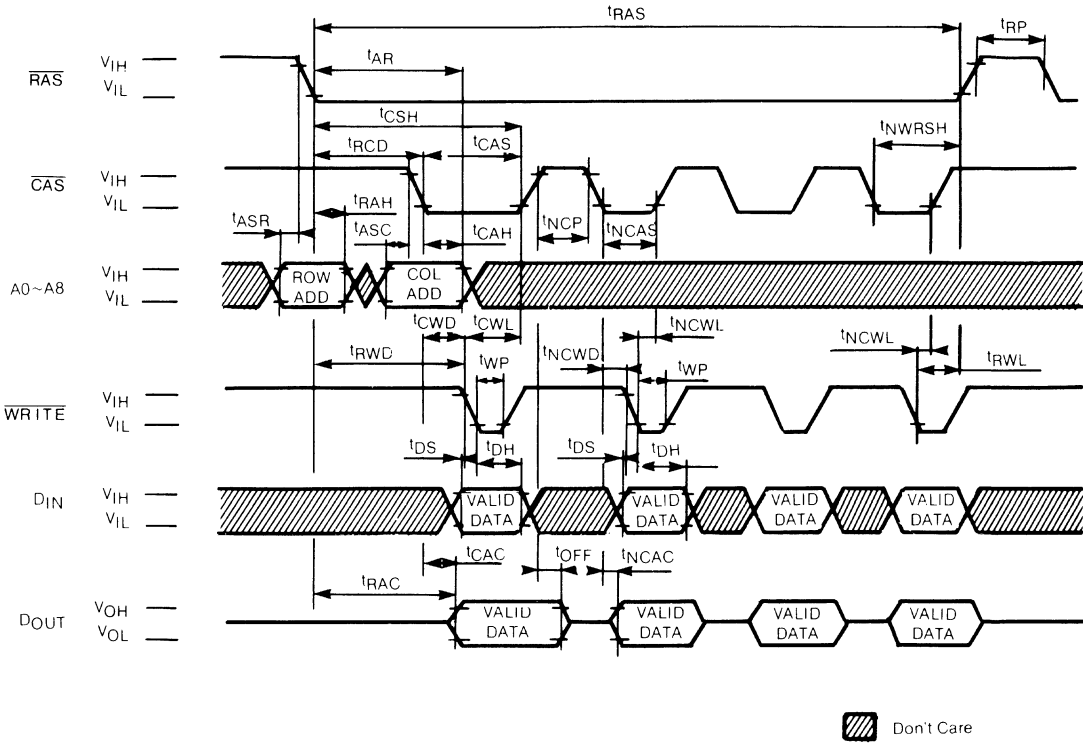 tRAS
tRP
tAR
RAS
VIH
VIL
tCSH
tNWRSH
tRCD
tCAS
CAS
VIH
VIL
tRAH
tASR
tASC
tCAH
tNCP
tNCAS
A0~A8
VIH
VIL
ROW
ADD
COL
ADD
tCWD
tCWL
tNCWL
tNCWL
tRWD
tWP
tNCWD
tWP
tRWL
WRITE
VIH
VIL
tDS
tDH
tDS
tDH
DIN
VIH
VIL
VALID
DATA
VALID
DATA
VALID
DATA
VALID
DATA
tCAC
tOFF
tNCAC
tRAC
DOUT
VOH
VOL
VALID
DATA
VALID
DATA
VALID
DATA
VALID
DATA
Don't Care